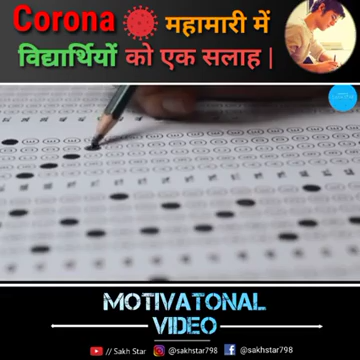 Corona महामारी में
विद्यार्थियों को एक सलाह |
MOTIVATONAL
VIDEO
// Sakh Star @sakhstar798 @sakhstar798